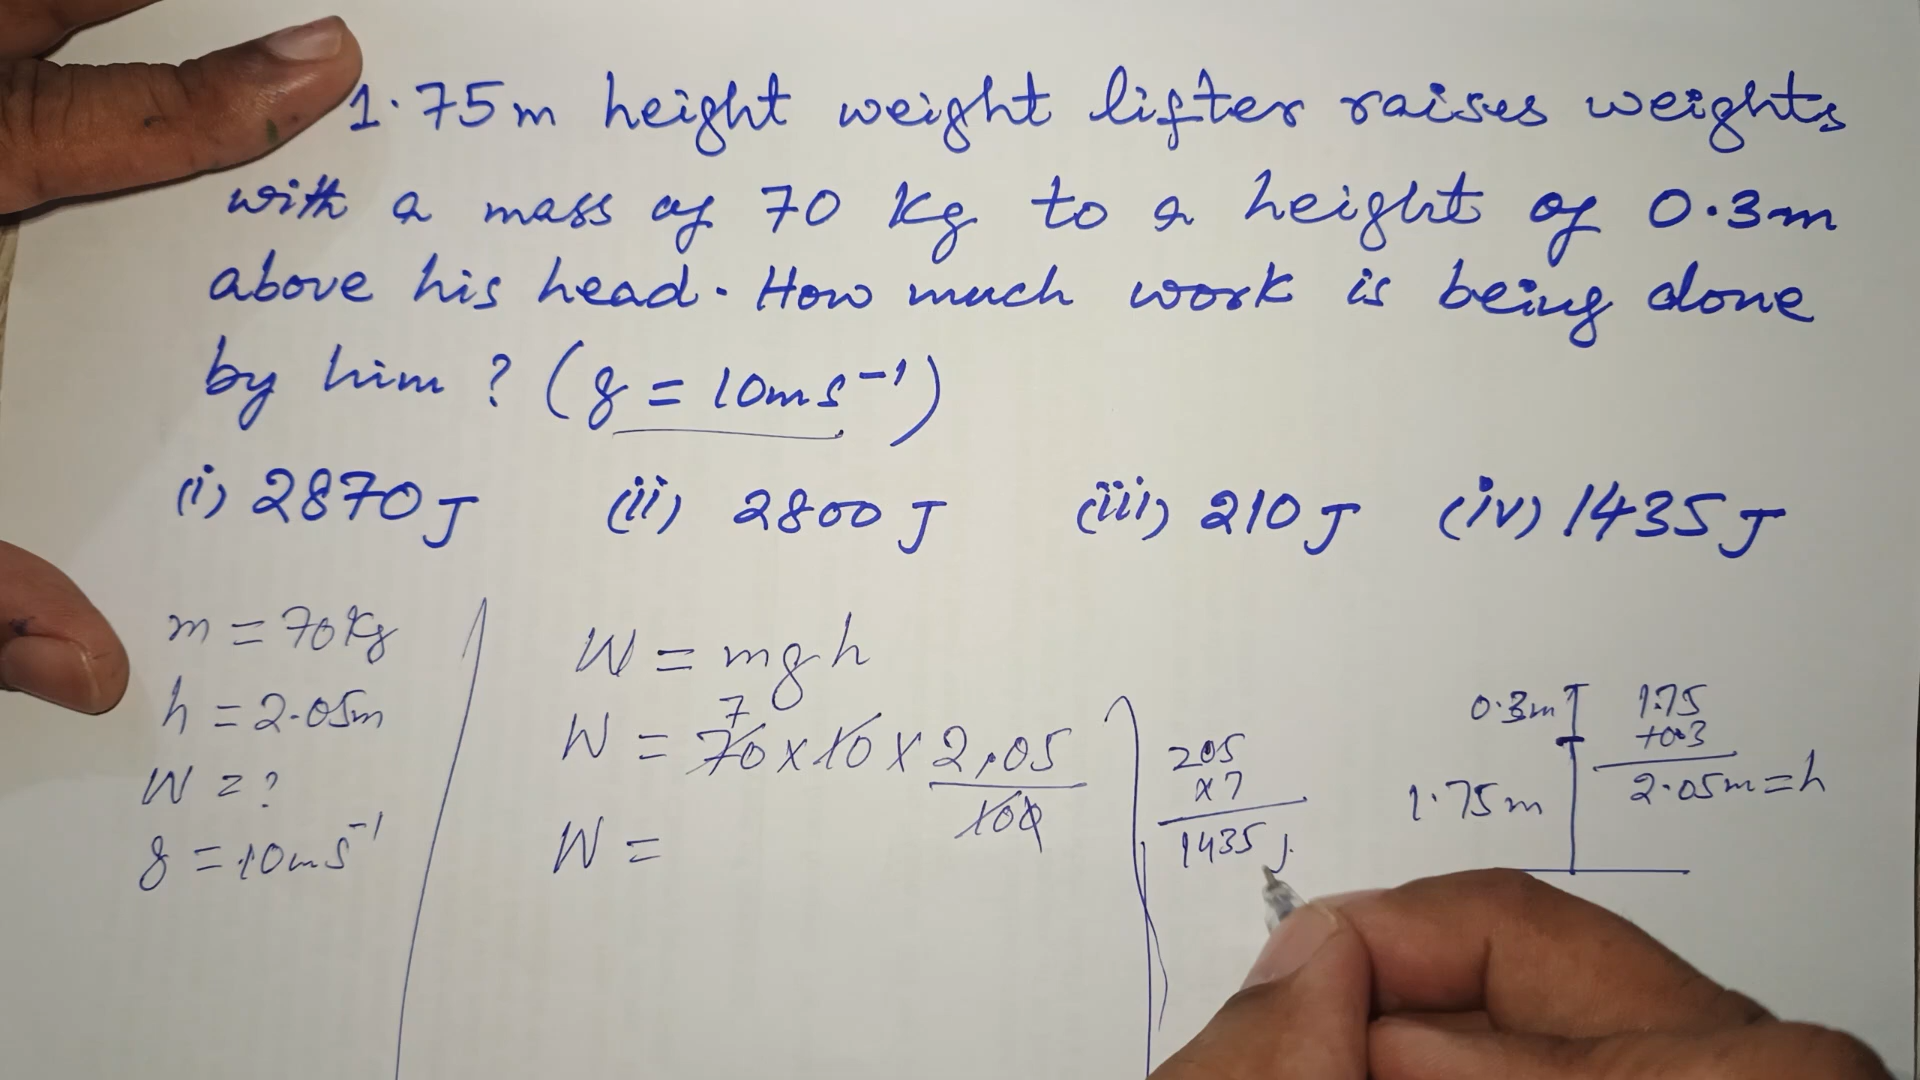 1.75m height weight lifter raises weights
with a mass of 70 kg to a height of 0.3m
above his head. How much work is being done
by him? (g = 10ms⁻¹)
(i) 2870 J (ii) 2800 J (iii) 210 J (iv) 1435 J
m = 70kg
h = 2.05m
W = ?
g = 10ms⁻¹
W = mgh
7
W = 70 x 10 x 2.05
100
W =
205
x 7
1435 J
0.3m
1.75m
1.75
+0.3
2.05m = h